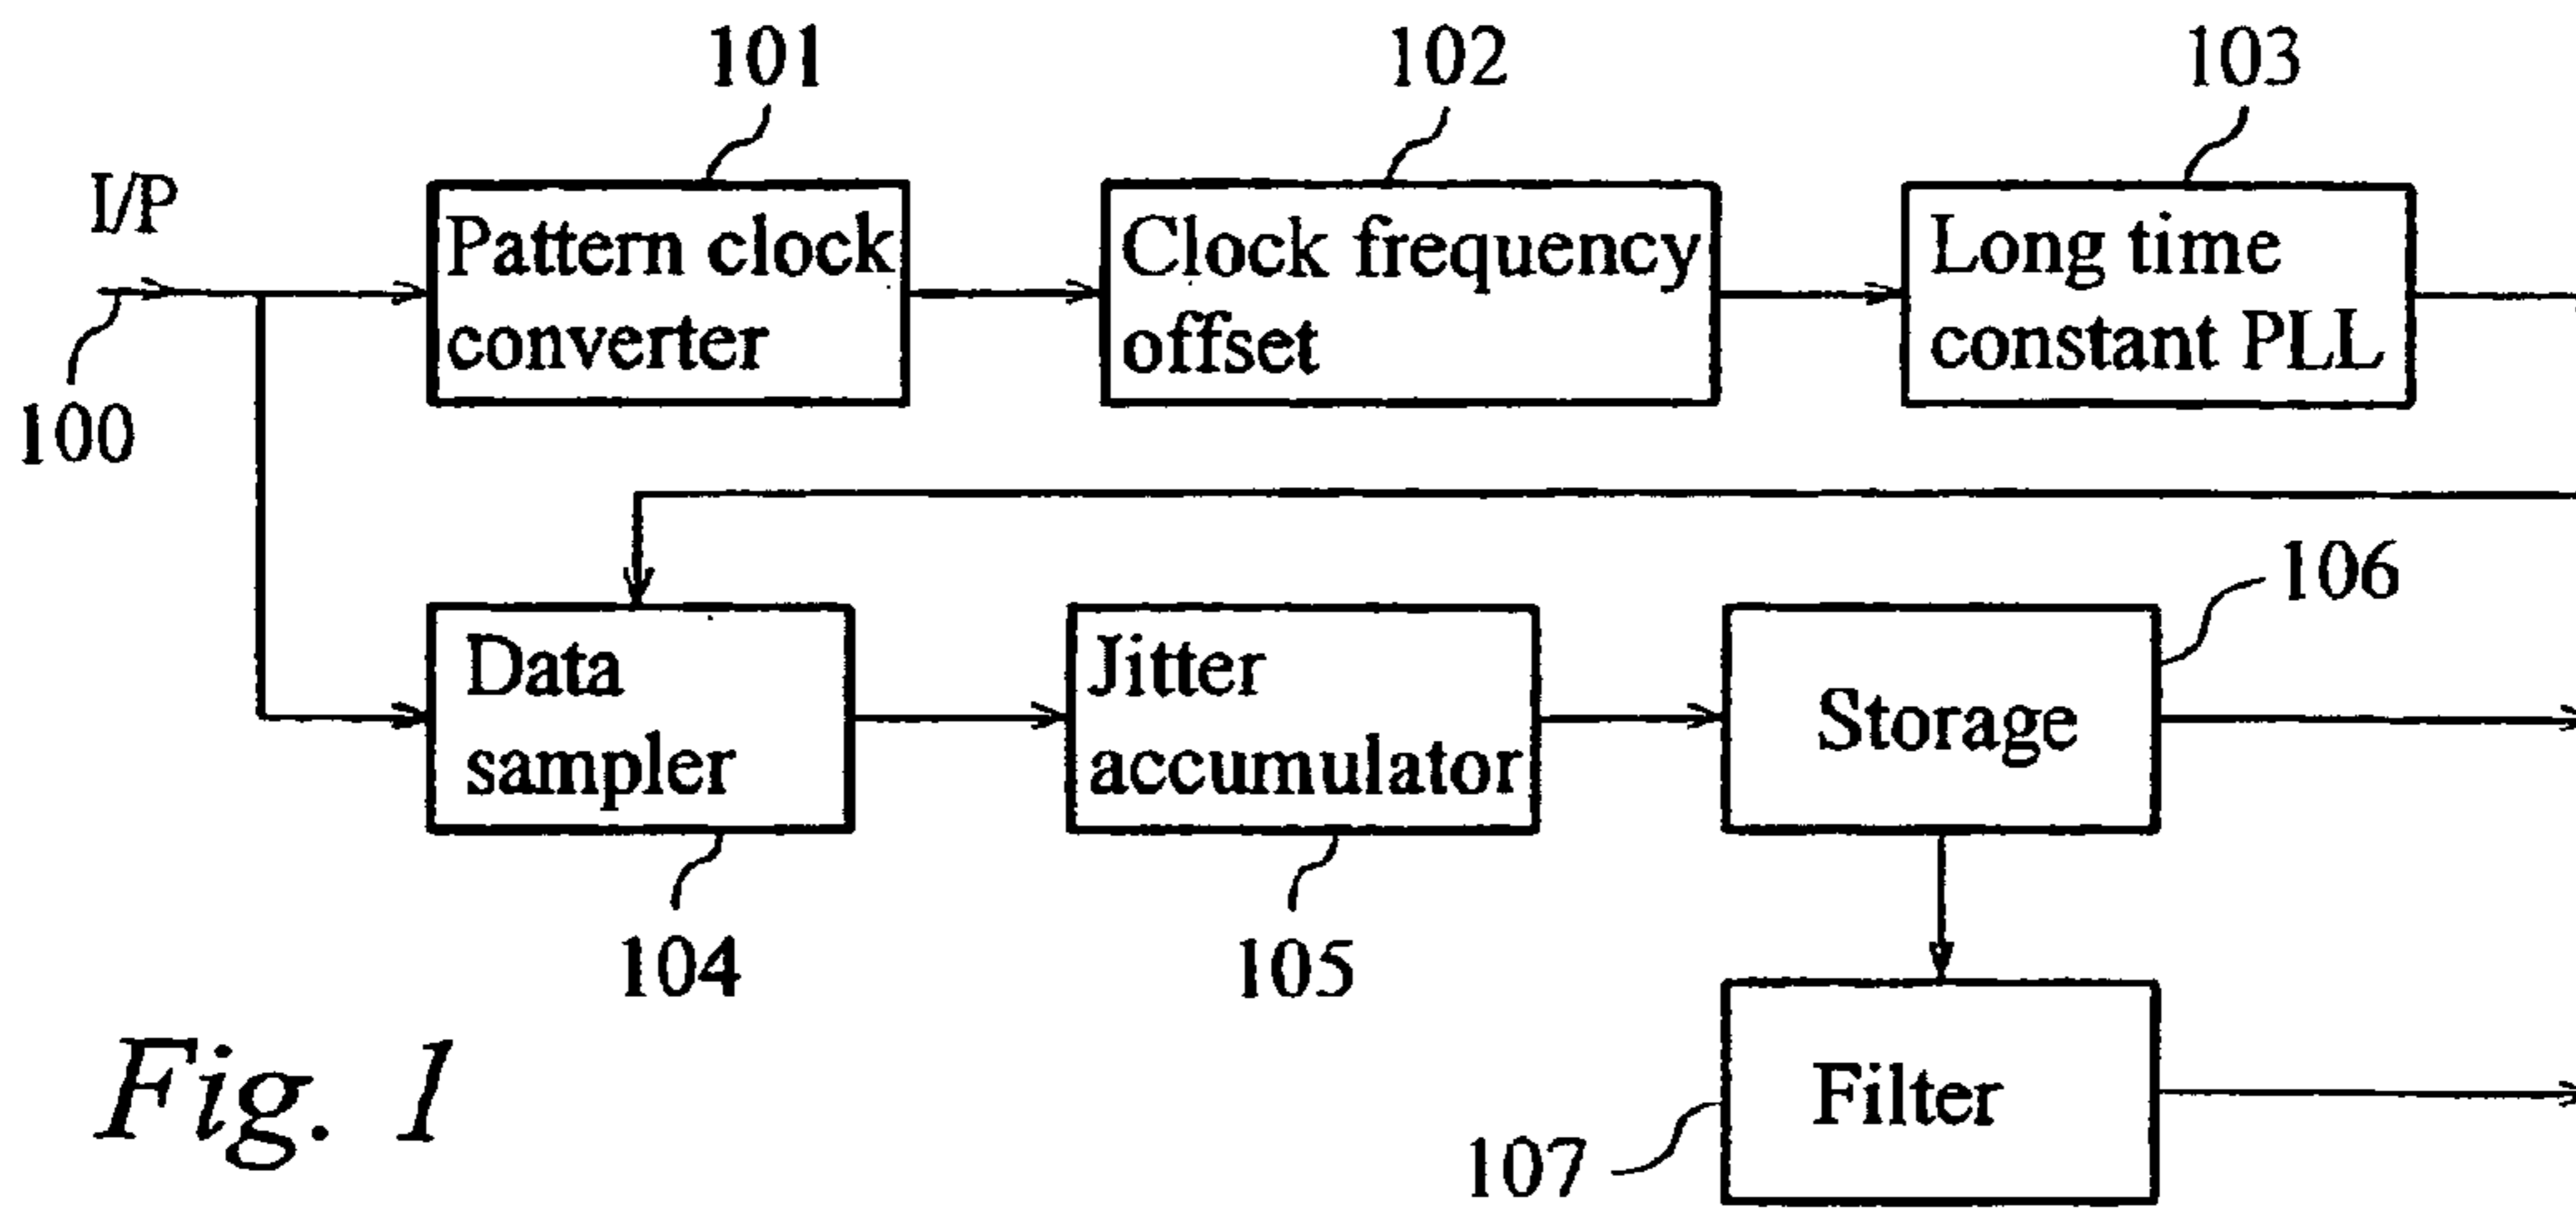 101
102
103
I/P
Pattern clock
converter
Clock frequency
offset
Long time
constant PLL
100
106
Data
sampler
Jitter
accumulator
Storage
104
105
Filter
107
Fig. 1